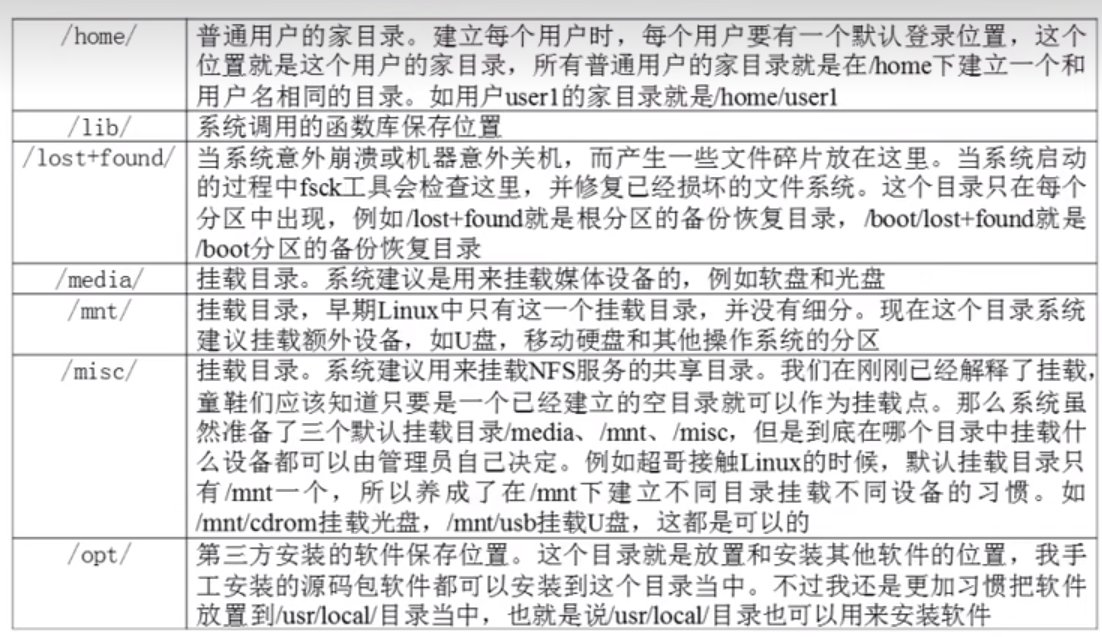 /home/
普通用户的家目录。建立每个用户时，每个用户要有一个默认登录位置，这个
位置就是这个用户的家目录，所有普通用户的家目录就是在/home下建立一个和
用户名相同的目录。如用户user1的家目录就是/home/user1
/lib/
系统调用的函数库保存位置
/lost+found/
当系统意外崩溃或机器意外关机，而产生一些文件碎片放在这里。当系统启动
的过程中fsck工具会检查这里，并修复已经损坏的文件系统。这个目录只在每个
分区中出现，例如/lost+found就是根分区的备份恢复目录，/boot/lost+found就是
/boot分区的备份恢复目录
/media/
挂载目录。系统建议是用来挂载媒体设备的，例如软盘和光盘
/mnt/
挂载目录，早期Linux中只有这一个挂载目录，并没有细分。现在这个目录系统
建议挂载额外设备，如U盘，移动硬盘和其他操作系统的分区
/misc/
挂载目录。系统建议用来挂载NFS服务的共享目录。我们在刚刚已经解释了挂载，
童鞋们应该知道只要是一个已经建立的空目录就可以作为挂载点。那么系统虽
然准备了三个默认挂载目录/media、/mnt、/misc，但是到底在哪个目录中挂载什
么设备都可以由管理员自己决定。例如超哥接触Linux的时候，默认挂载目录只
有/mnt一个，所以养成了在/mnt下建立不同目录挂载不同设备的习惯。如
/mnt/cdrom挂载光盘，/mnt/usb挂载U盘，这都是可以的
/opt/
第三方安装的软件保存位置。这个目录就是放置和安装其他软件的位置，我手
工安装的源码包软件都可以安装到这个目录当中。不过我还是更加习惯把软件
放置到/usr/local/目录当中，也就是说/usr/local/目录也可以用来安装软件